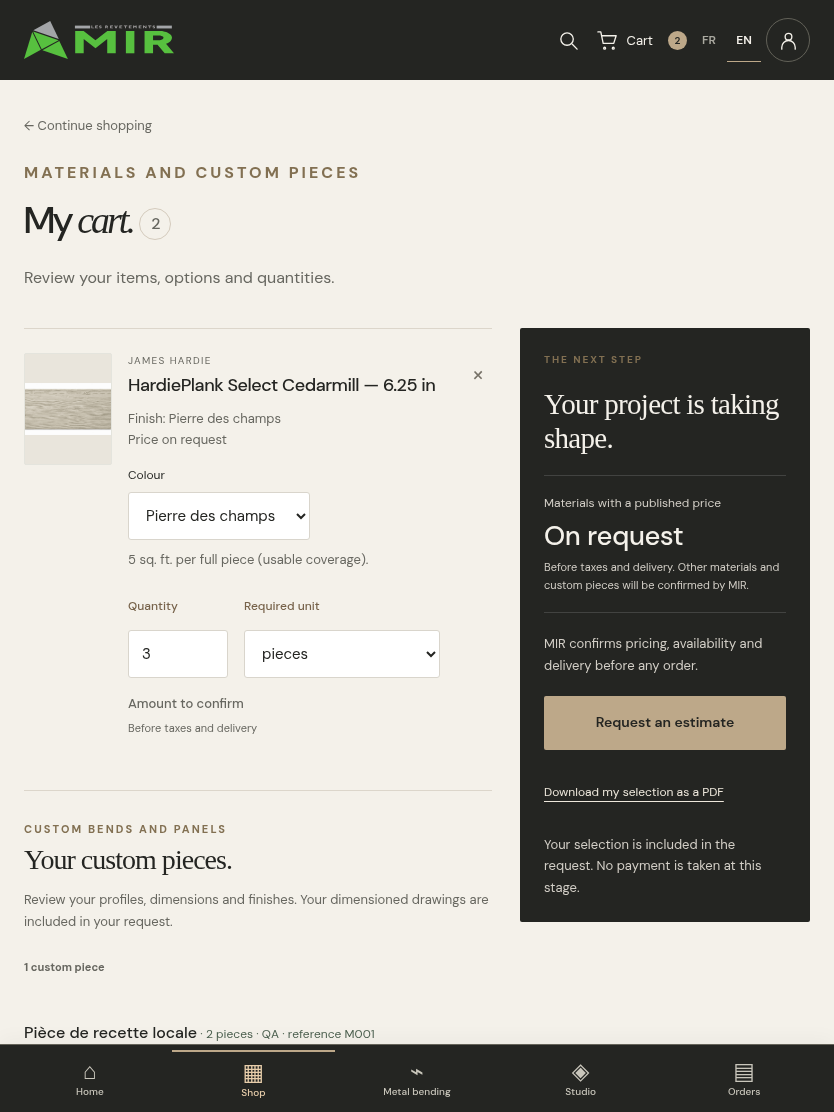 LES REVÊTEMENTS
MIR
Cart 2 FR EN
← Continue shopping
MATERIALS AND CUSTOM PIECES
My cart. 2
Review your items, options and quantities.
JAMES HARDIE
HardiePlank Select Cedarmill — 6.25 in
×
Finish: Pierre des champs
Price on request
Colour
Pierre des champs
5 sq. ft. per full piece (usable coverage).
Quantity Required unit
3 pieces
Amount to confirm
Before taxes and delivery
THE NEXT STEP
Your project is taking
shape.
Materials with a published price
On request
Before taxes and delivery. Other materials and
custom pieces will be confirmed by MIR.
MIR confirms pricing, availability and
delivery before any order.
Request an estimate
Download my selection as a PDF
Your selection is included in the
request. No payment is taken at this
stage.
CUSTOM BENDS AND PANELS
Your custom pieces.
Review your profiles, dimensions and finishes. Your dimensioned drawings are
included in your request.
1 custom piece
Pièce de recette locale · 2 pieces · QA · reference M001
Home Shop Metal bending Studio Orders